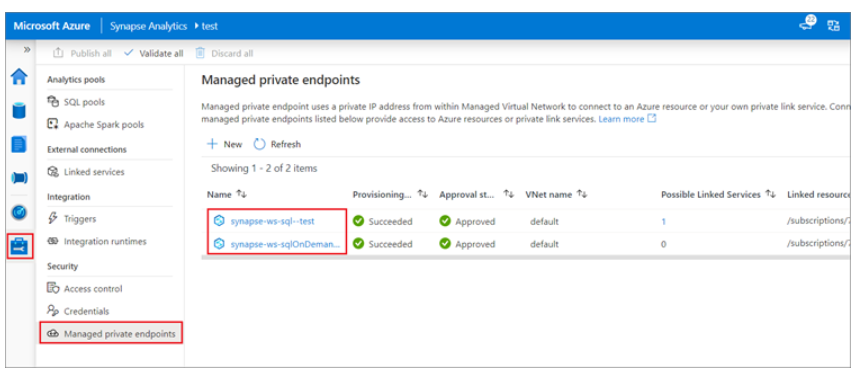 Microsoft Azure Synapse Analytics test
22
Publish all Validate all Discard all
Analytics pools
SQL pools
Apache Spark pools
External connections
Linked services
Integration
Triggers
Integration runtimes
Security
Access control
Credentials
Managed private endpoints
Managed private endpoints
Managed private endpoint uses a private IP address from within Managed Virtual Network to connect to an Azure resource or your own private link service. Conn
managed private endpoints listed below provide access to Azure resources or private link services. Learn more
New Refresh
Showing 1 - 2 of 2 items
Name Provisioning... Approval st... VNet name Possible Linked Services Linked resource
synapse-ws-sql--test Succeeded Approved default 1 /subscriptions/
synapse-ws-sqlOnDeman... Succeeded Approved default 0 /subscriptions/